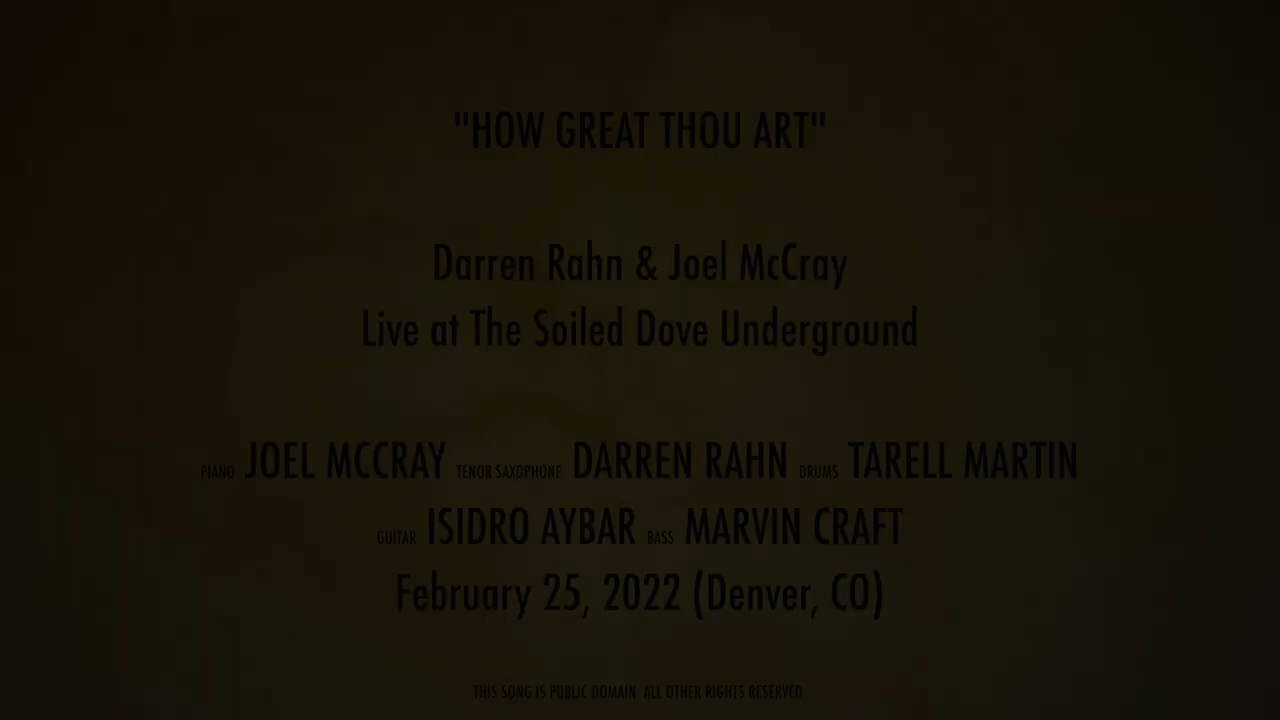 "HOW GREAT THOU ART"
Darren Rahn & Joel McCray
Live at The Soiled Dove Underground
PIANO JOEL MCCRAY TENOR SAXOPHONE DARREN RAHN DRUMS TARELL MARTIN
GUITAR ISIDRO AYBAR BASS MARVIN CRAFT
February 25, 2022 (Denver, CO)
THIS SONG IS PUBLIC DOMAIN ALL OTHER RIGHTS RESERVED